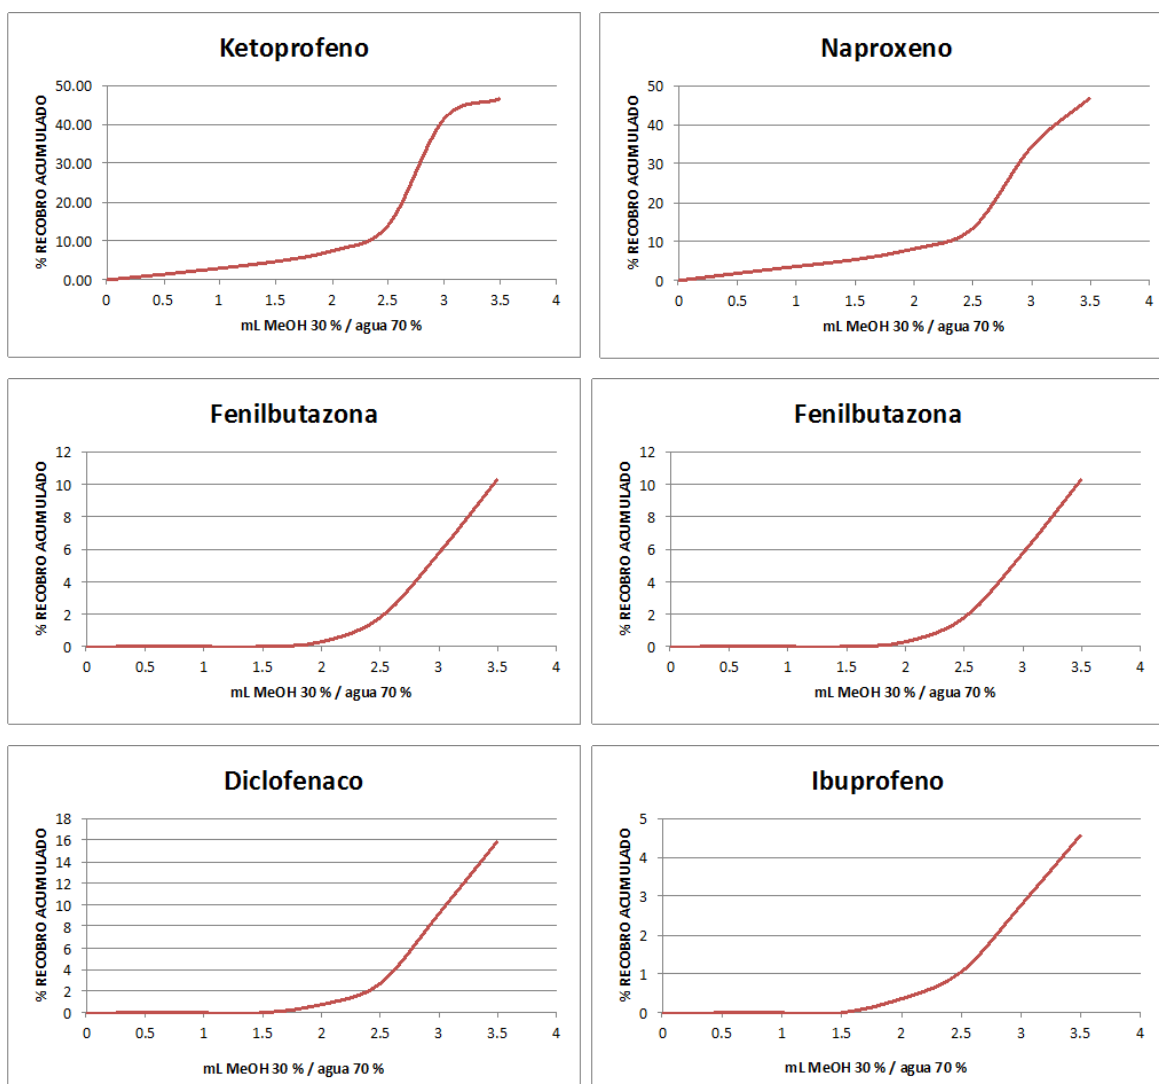 Ketoprofeno
% RECOBRO ACUMULADO
50.00
40.00
30.00
20.00
10.00
0.00
0 0.5 1 1.5 2 2.5 3 3.5 4
mL MeOH 30 % / agua 70 %
Naproxeno
% RECOBRO ACUMULADO
50
40
30
20
10
0
0 0.5 1 1.5 2 2.5 3 3.5 4
mL MeOH 30 % / agua 70 %
Fenilbutazona
% RECOBRO ACUMULADO
12
10
8
6
4
2
0
0 0.5 1 1.5 2 2.5 3 3.5 4
mL MeOH 30 % / agua 70 %
Fenilbutazona
% RECOBRO ACUMULADO
12
10
8
6
4
2
0
0 0.5 1 1.5 2 2.5 3 3.5 4
mL MeOH 30 % / agua 70 %
Diclofenaco
% RECOBRO ACUMULADO
18
16
14
12
10
8
6
4
2
0
0 0.5 1 1.5 2 2.5 3 3.5 4
mL MeOH 30 % / agua 70 %
Ibuprofeno
% RECOBRO ACUMULADO
5
4
3
2
1
0
0 0.5 1 1.5 2 2.5 3 3.5 4
mL MeOH 30 % / agua 70 %